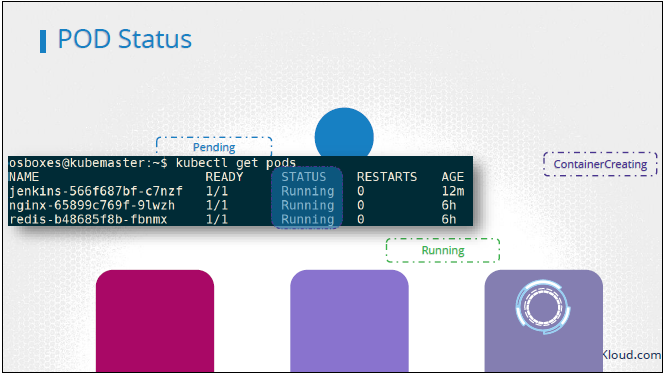 POD Status
Pending
ContainerCreating
osboxes@kubemaster:~$ kubectl get pods
NAME READY STATUS RESTARTS AGE
jenkins-566f687bf-c7nzf 1/1 Running 0 12m
nginx-65899c769f-9lwzh 1/1 Running 0 6h
redis-b48685f8b-fbnmx 1/1 Running 0 6h
Running
Kloud.com